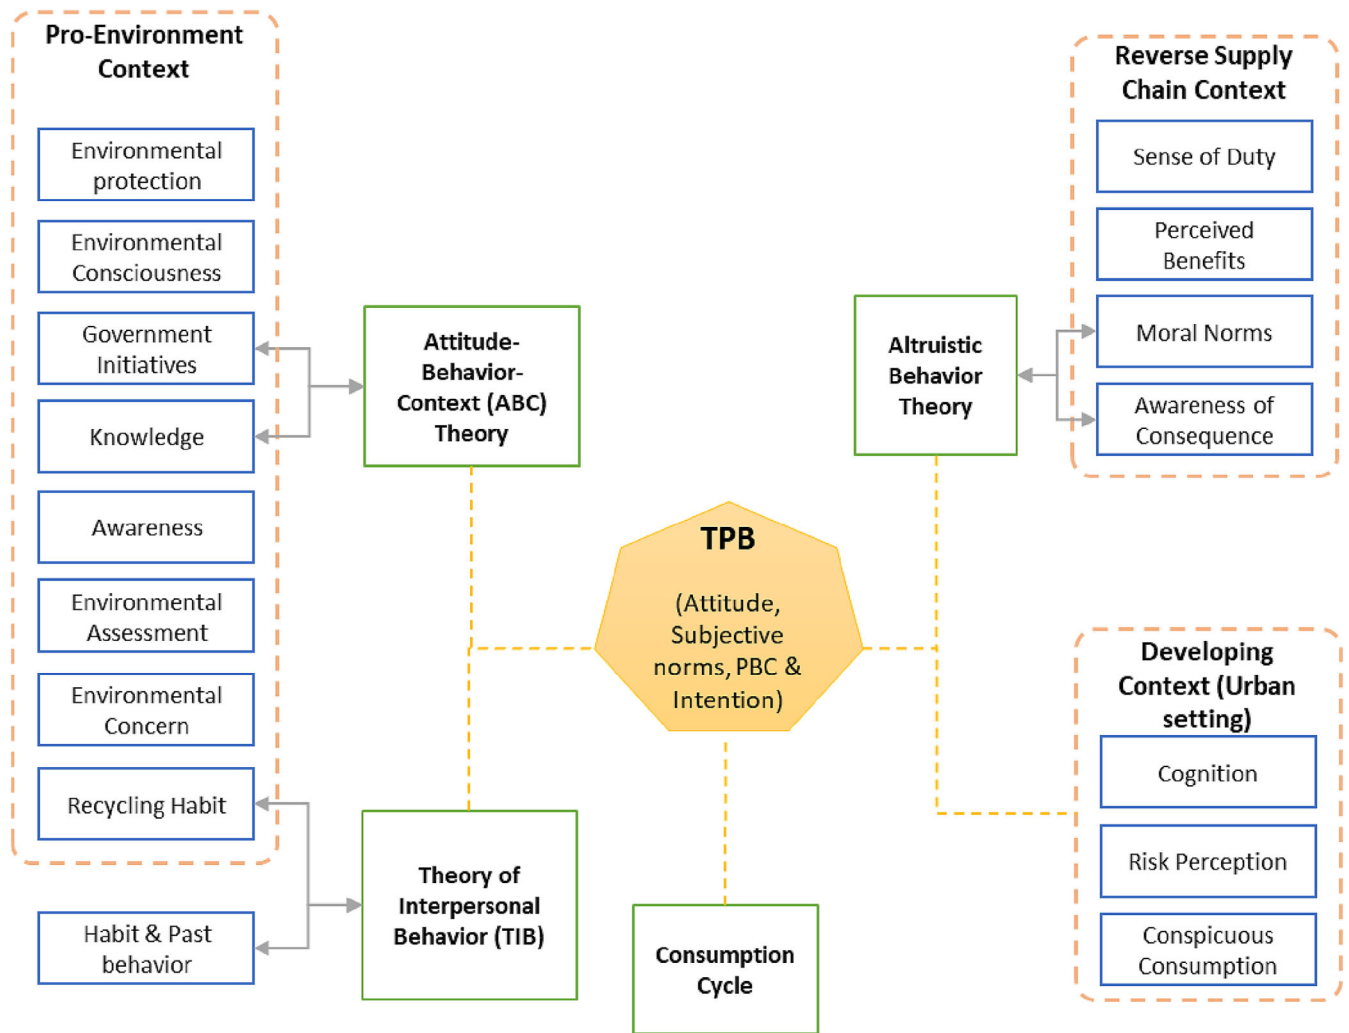 Pro-Environment
Context
Environmental
protection
Environmental
Consciousness
Government
Initiatives
Knowledge
Awareness
Environmental
Assessment
Environmental
Concern
Recycling Habit
Habit & Past
behavior
Attitude-
Behavior-
Context (ABC)
Theory
Theory of
Interpersonal
Behavior (TIB)
TPB
(Attitude,
Subjective
norms, PBC &
Intention)
Consumption
Cycle
Altruistic
Behavior
Theory
Reverse Supply
Chain Context
Sense of Duty
Perceived
Benefits
Moral Norms
Awareness of
Consequence
Developing
Context (Urban
setting)
Cognition
Risk Perception
Conspicuous
Consumption